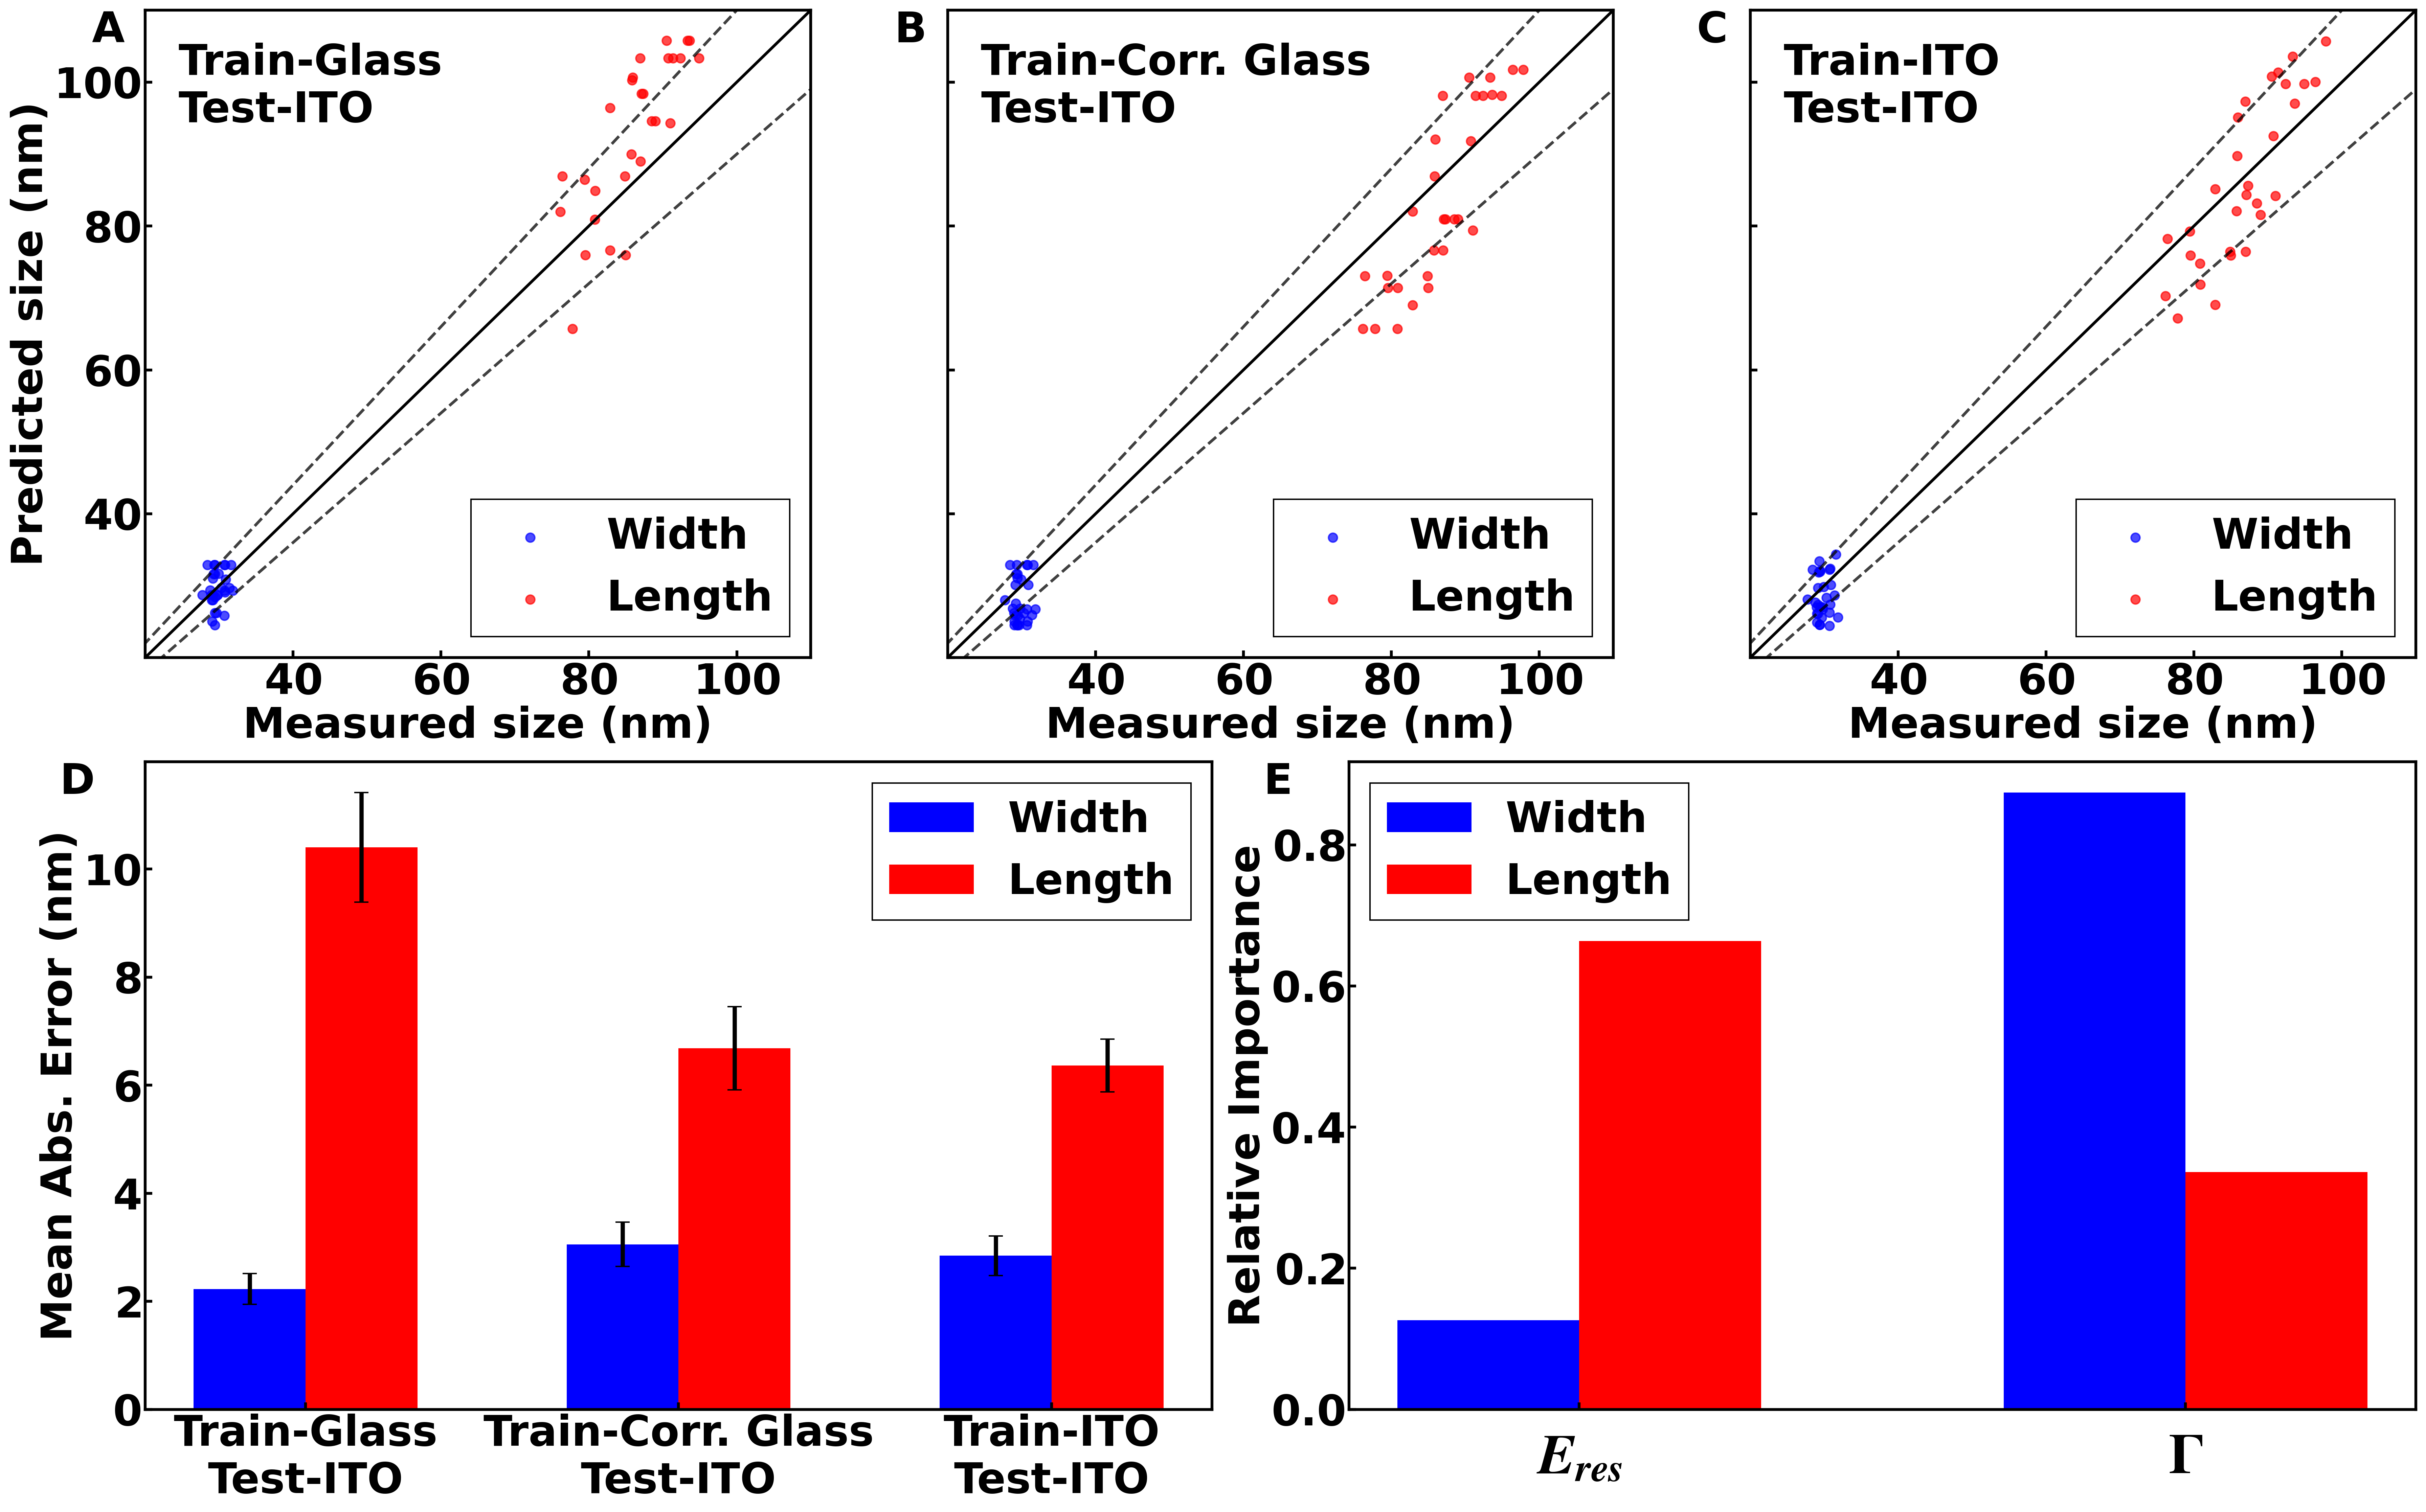 A
Train-Glass
Test-ITO
Predicted size (nm)
100
80
60
40
Width
Length
40 60 80 100
Measured size (nm)
B
Train-Corr. Glass
Test-ITO
Width
Length
40 60 80 100
Measured size (nm)
C
Train-ITO
Test-ITO
Width
Length
40 60 80 100
Measured size (nm)
D
Mean Abs. Error (nm)
10
8
6
4
2
0
Width
Length
Train-Glass
Test-ITO
Train-Corr. Glass
Test-ITO
Train-ITO
Test-ITO
E
Relative Importance
0.8
0.6
0.4
0.2
0.0
Width
Length
E_res
Γ